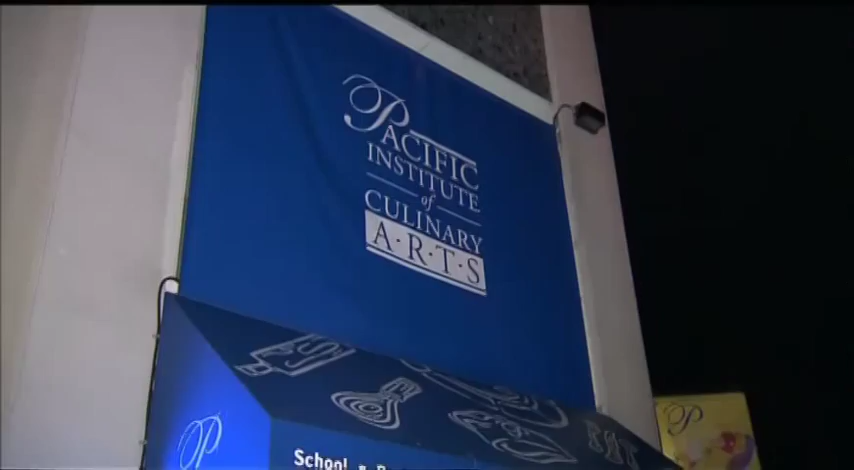 PACIFIC
INSTITUTE
of
CULINARY
A·R·T·S
P
School
P